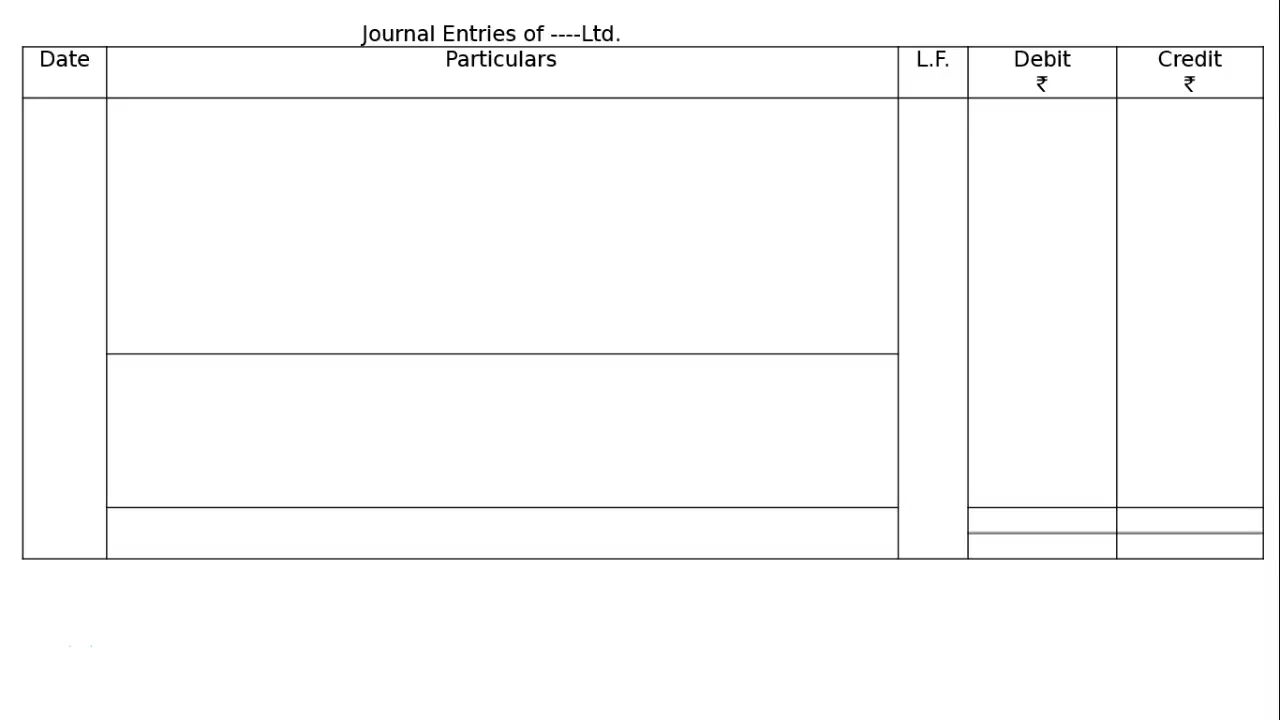 Journal Entries of ----Ltd.
Date Particulars L.F. Debit Credit
₹ ₹